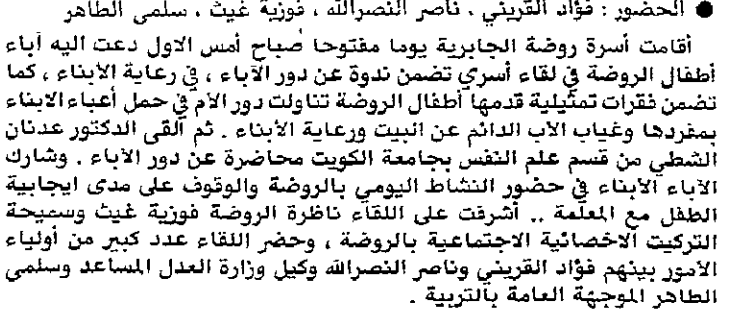 ● الحضور : فؤاد القريني ، ناصر النصرالله ، فوزية غيث ، سلمى الطاهر
أقامت أسرة روضة الجابرية يوما مفتوحا صباح أمس الاول دعت اليه أباء
أطفال الروضة في لقاء أسري تضمن ندوة عن دور الآباء ، في رعاية الأبناء ، كما
تضمن فقرات تمثيلية قدمها أطفال الروضة تناولت دور الأم في حمل أعباء الابناء
بمفردها وغياب الاب الدائم عن البيت ورعاية الأبناء . ثم ألقى الدكتور عدنان
الشطي من قسم علم النفس بجامعة الكويت محاضرة عن دور الأباء . وشارك
الآباء الأبناء في حضور النشاط اليومي بالروضة والوقوف على مدى ايجابية
الطفل مع المعلمة .. أشرفت على اللقاء ناظرة الروضة فوزية غيث وسميحة
التركيت الاخصائية الاجتماعية بالروضة ، وحضر اللقاء عدد كبير من أولياء
الأمور بينهم فؤاد القريني وناصر النصرالله وكيل وزارة العدل المساعد وسلمى
الطاهر الموجهة العامة بالتربية .